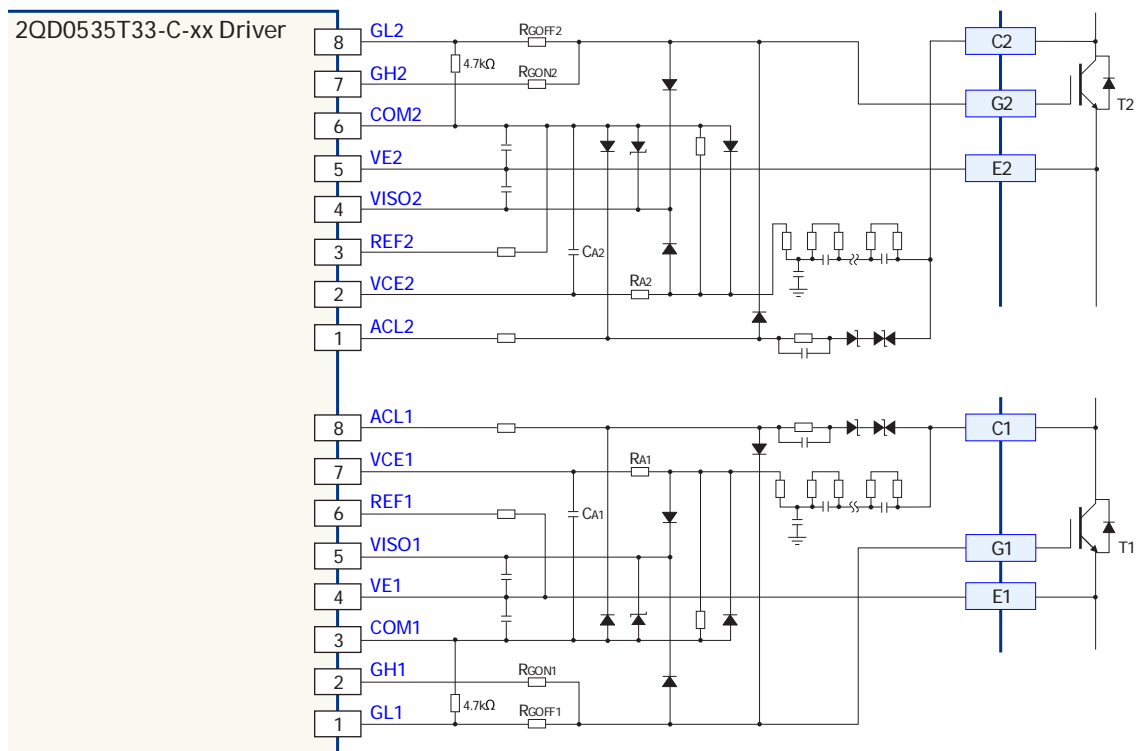 2QD0535T33-C-xx Driver
8 GL2 RGOFF2
4.7kΩ
7 GH2 RGON2
6 COM2
5 VE2
4 VISO2
3 REF2
CA2
2 VCE2 RA2
1 ACL2
C2
G2
T2
E2
8 ACL1
7 VCE1 RA1
6 REF1
CA1
5 VISO1
4 VE1
3 COM1
2 GH1 RGON1
4.7kΩ
1 GL1 RGOFF1
C1
G1
T1
E1